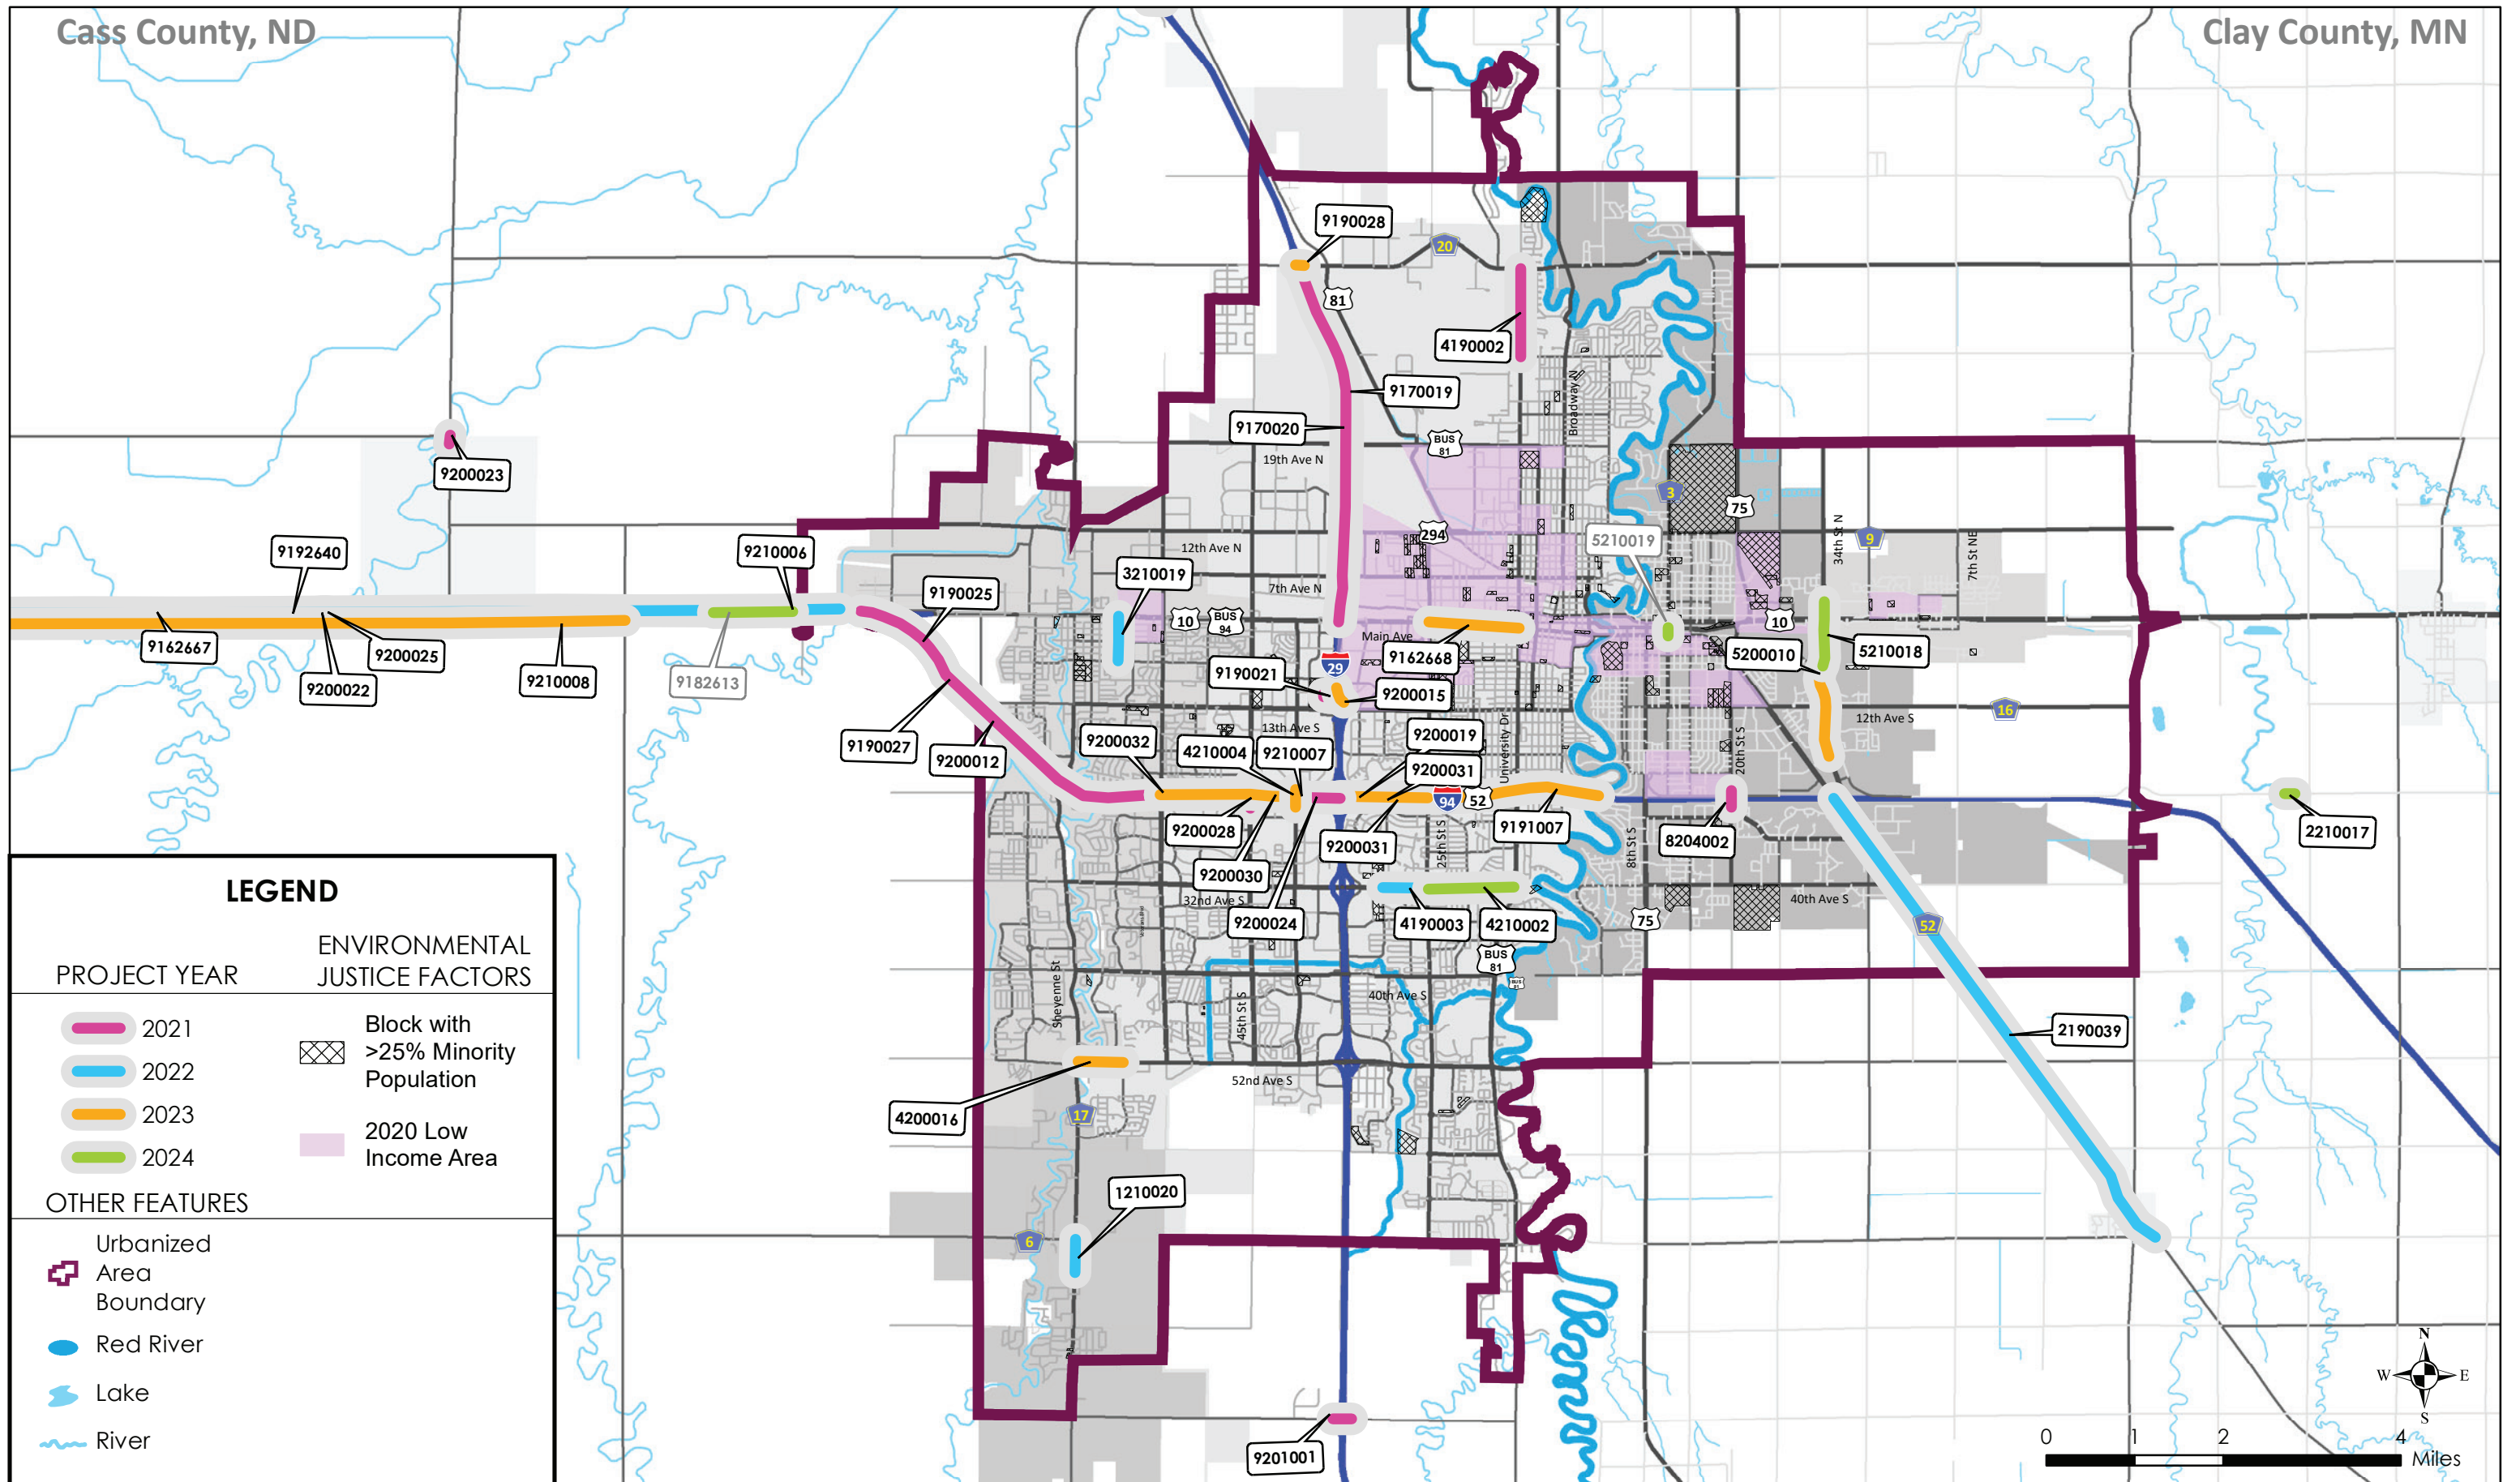 Cass County, ND
Clay County, MN
9190028
20
81
4190002
9170019
9170020
BUS
81
19th Ave N
Broadway N
9200023
3
75
294
5210019
34th St N
9
7th St NE
9192640
9210006
12th Ave N
3210019
9190025
7th Ave N
10
BUS
94
Main Ave
10
9162667
9200025
9200022
9210008
9182613
29
9162668
5200010
5210018
9190021
9200015
12th Ave S
16
13th Ave S
University Dr
20th St S
9190027
9200012
9200032
4210004
9210007
9200019
9200031
94
52
9200028
9200031
9191007
25th St S
8th St S
8204002
2210017
9200030
9200024
32nd Ave S
4190003
4210002
75
40th Ave S
52
BUS
81
BUS
81
Sheyenne St
45th St S
40th Ave S
2190039
52nd Ave S
4200016
17
1210020
6
9201001
LEGEND
PROJECT YEAR
2021
2022
2023
2024
ENVIRONMENTAL
JUSTICE FACTORS
Block with
>25% Minority
Population
2020 Low
Income Area
OTHER FEATURES
Urbanized
Area
Boundary
Red River
Lake
River
N
W
E
S
0 1 2 4
Miles